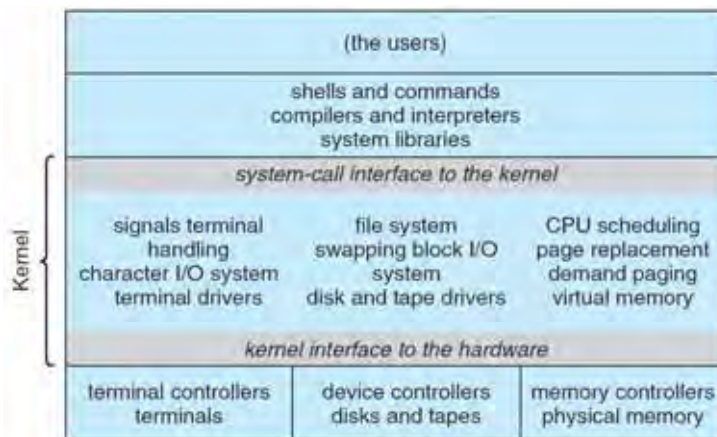 (the users)
shells and commands
compilers and interpreters
system libraries
system-call interface to the kernel
Kernel
signals terminal
handling
character I/O system
terminal drivers
file system
swapping block I/O
system
disk and tape drivers
CPU scheduling
page replacement
demand paging
virtual memory
kernel interface to the hardware
terminal controllers
terminals
device controllers
disks and tapes
memory controllers
physical memory